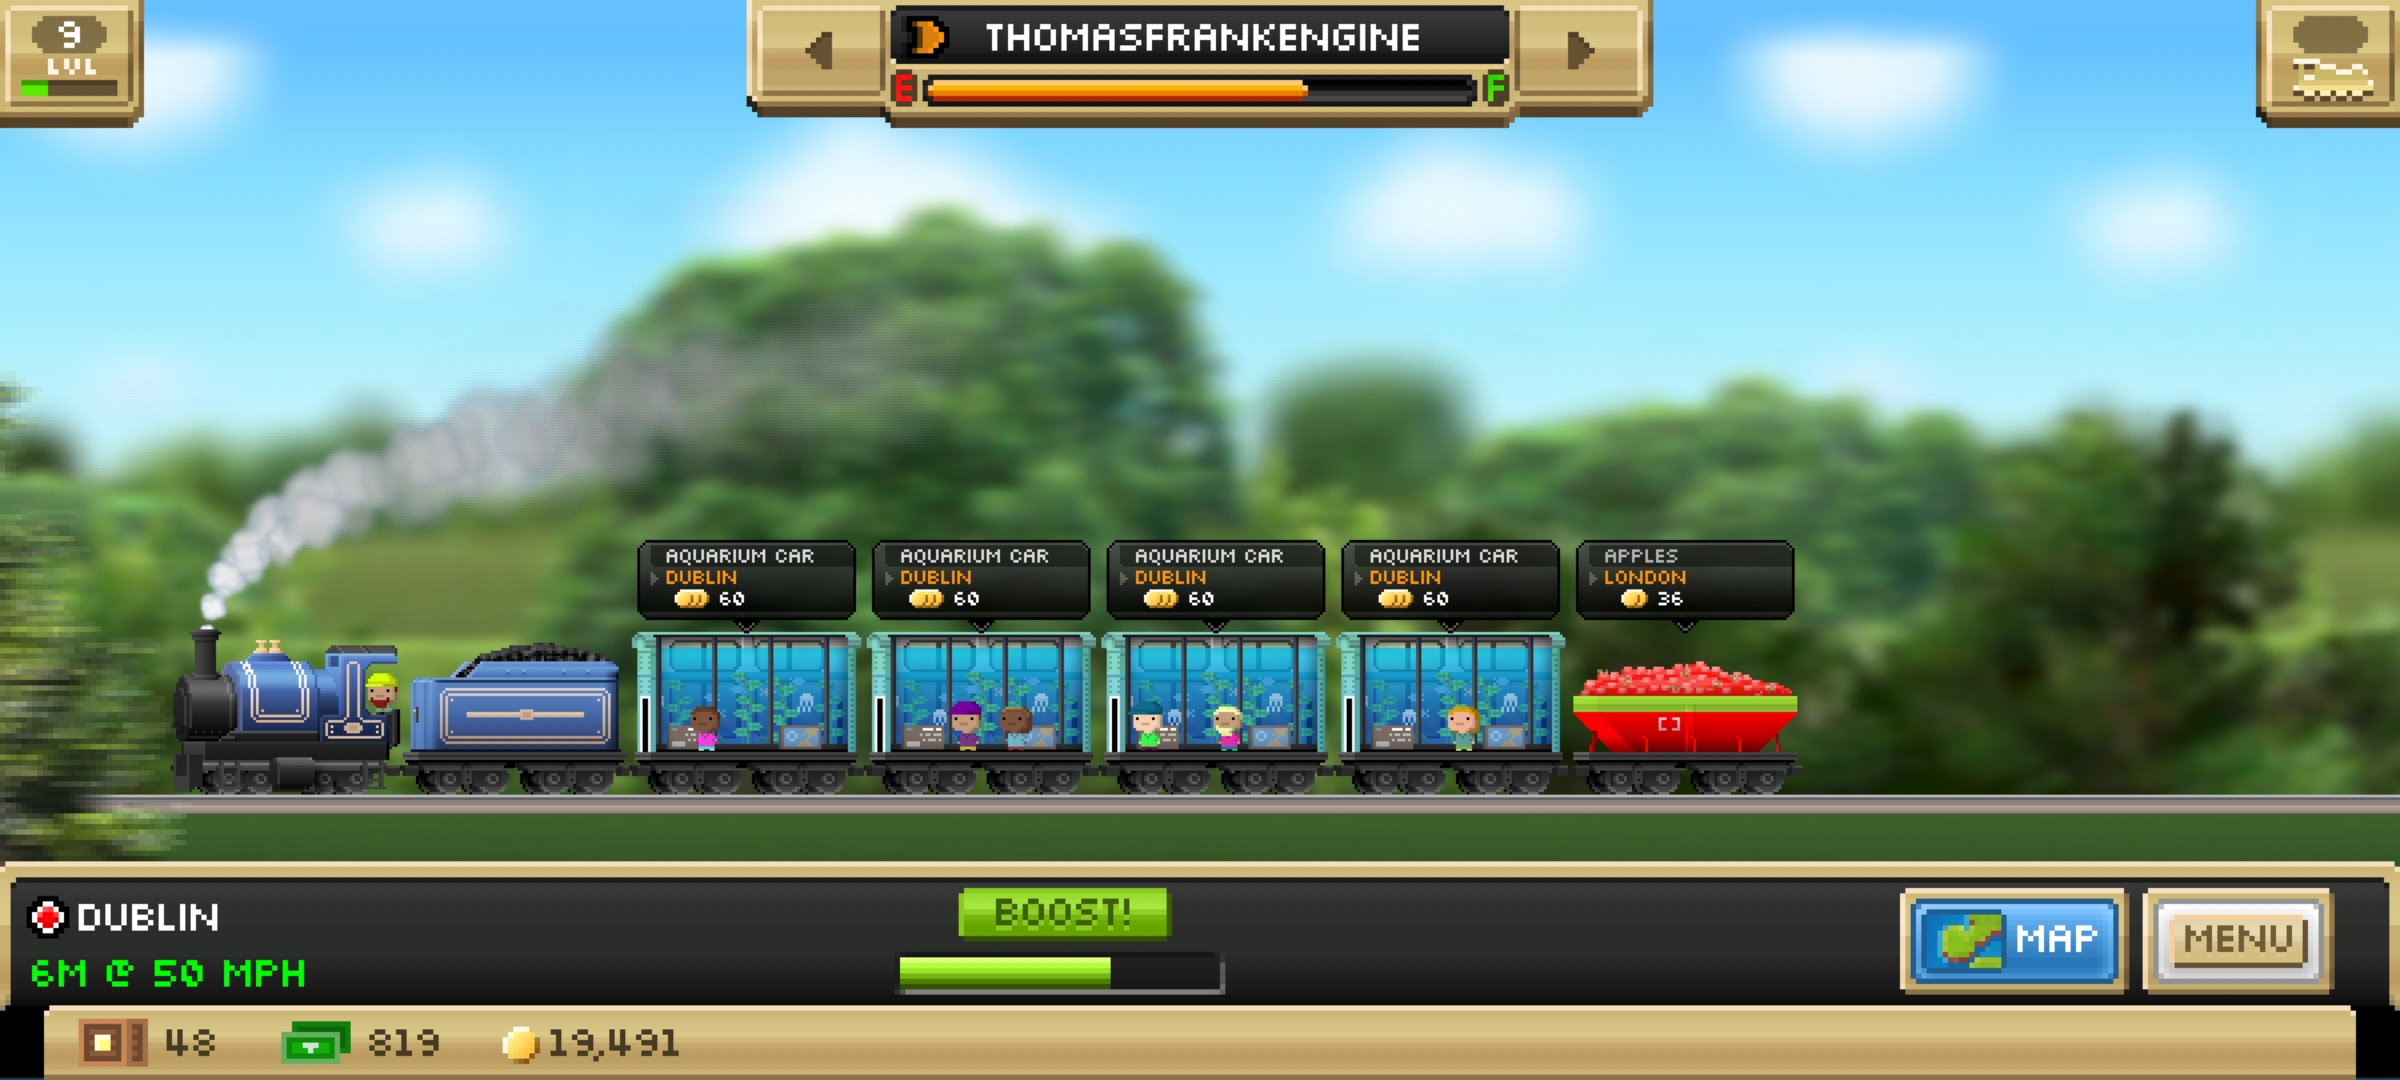 9
LVL
THOMASFRANKENGINE
E F
AQUARIUM CAR
DUBLIN
60
AQUARIUM CAR
DUBLIN
60
AQUARIUM CAR
DUBLIN
60
AQUARIUM CAR
DUBLIN
60
APPLES
LONDON
36
DUBLIN
6M @ 50 MPH
BOOST!
MAP
MENU
48
819
19,491